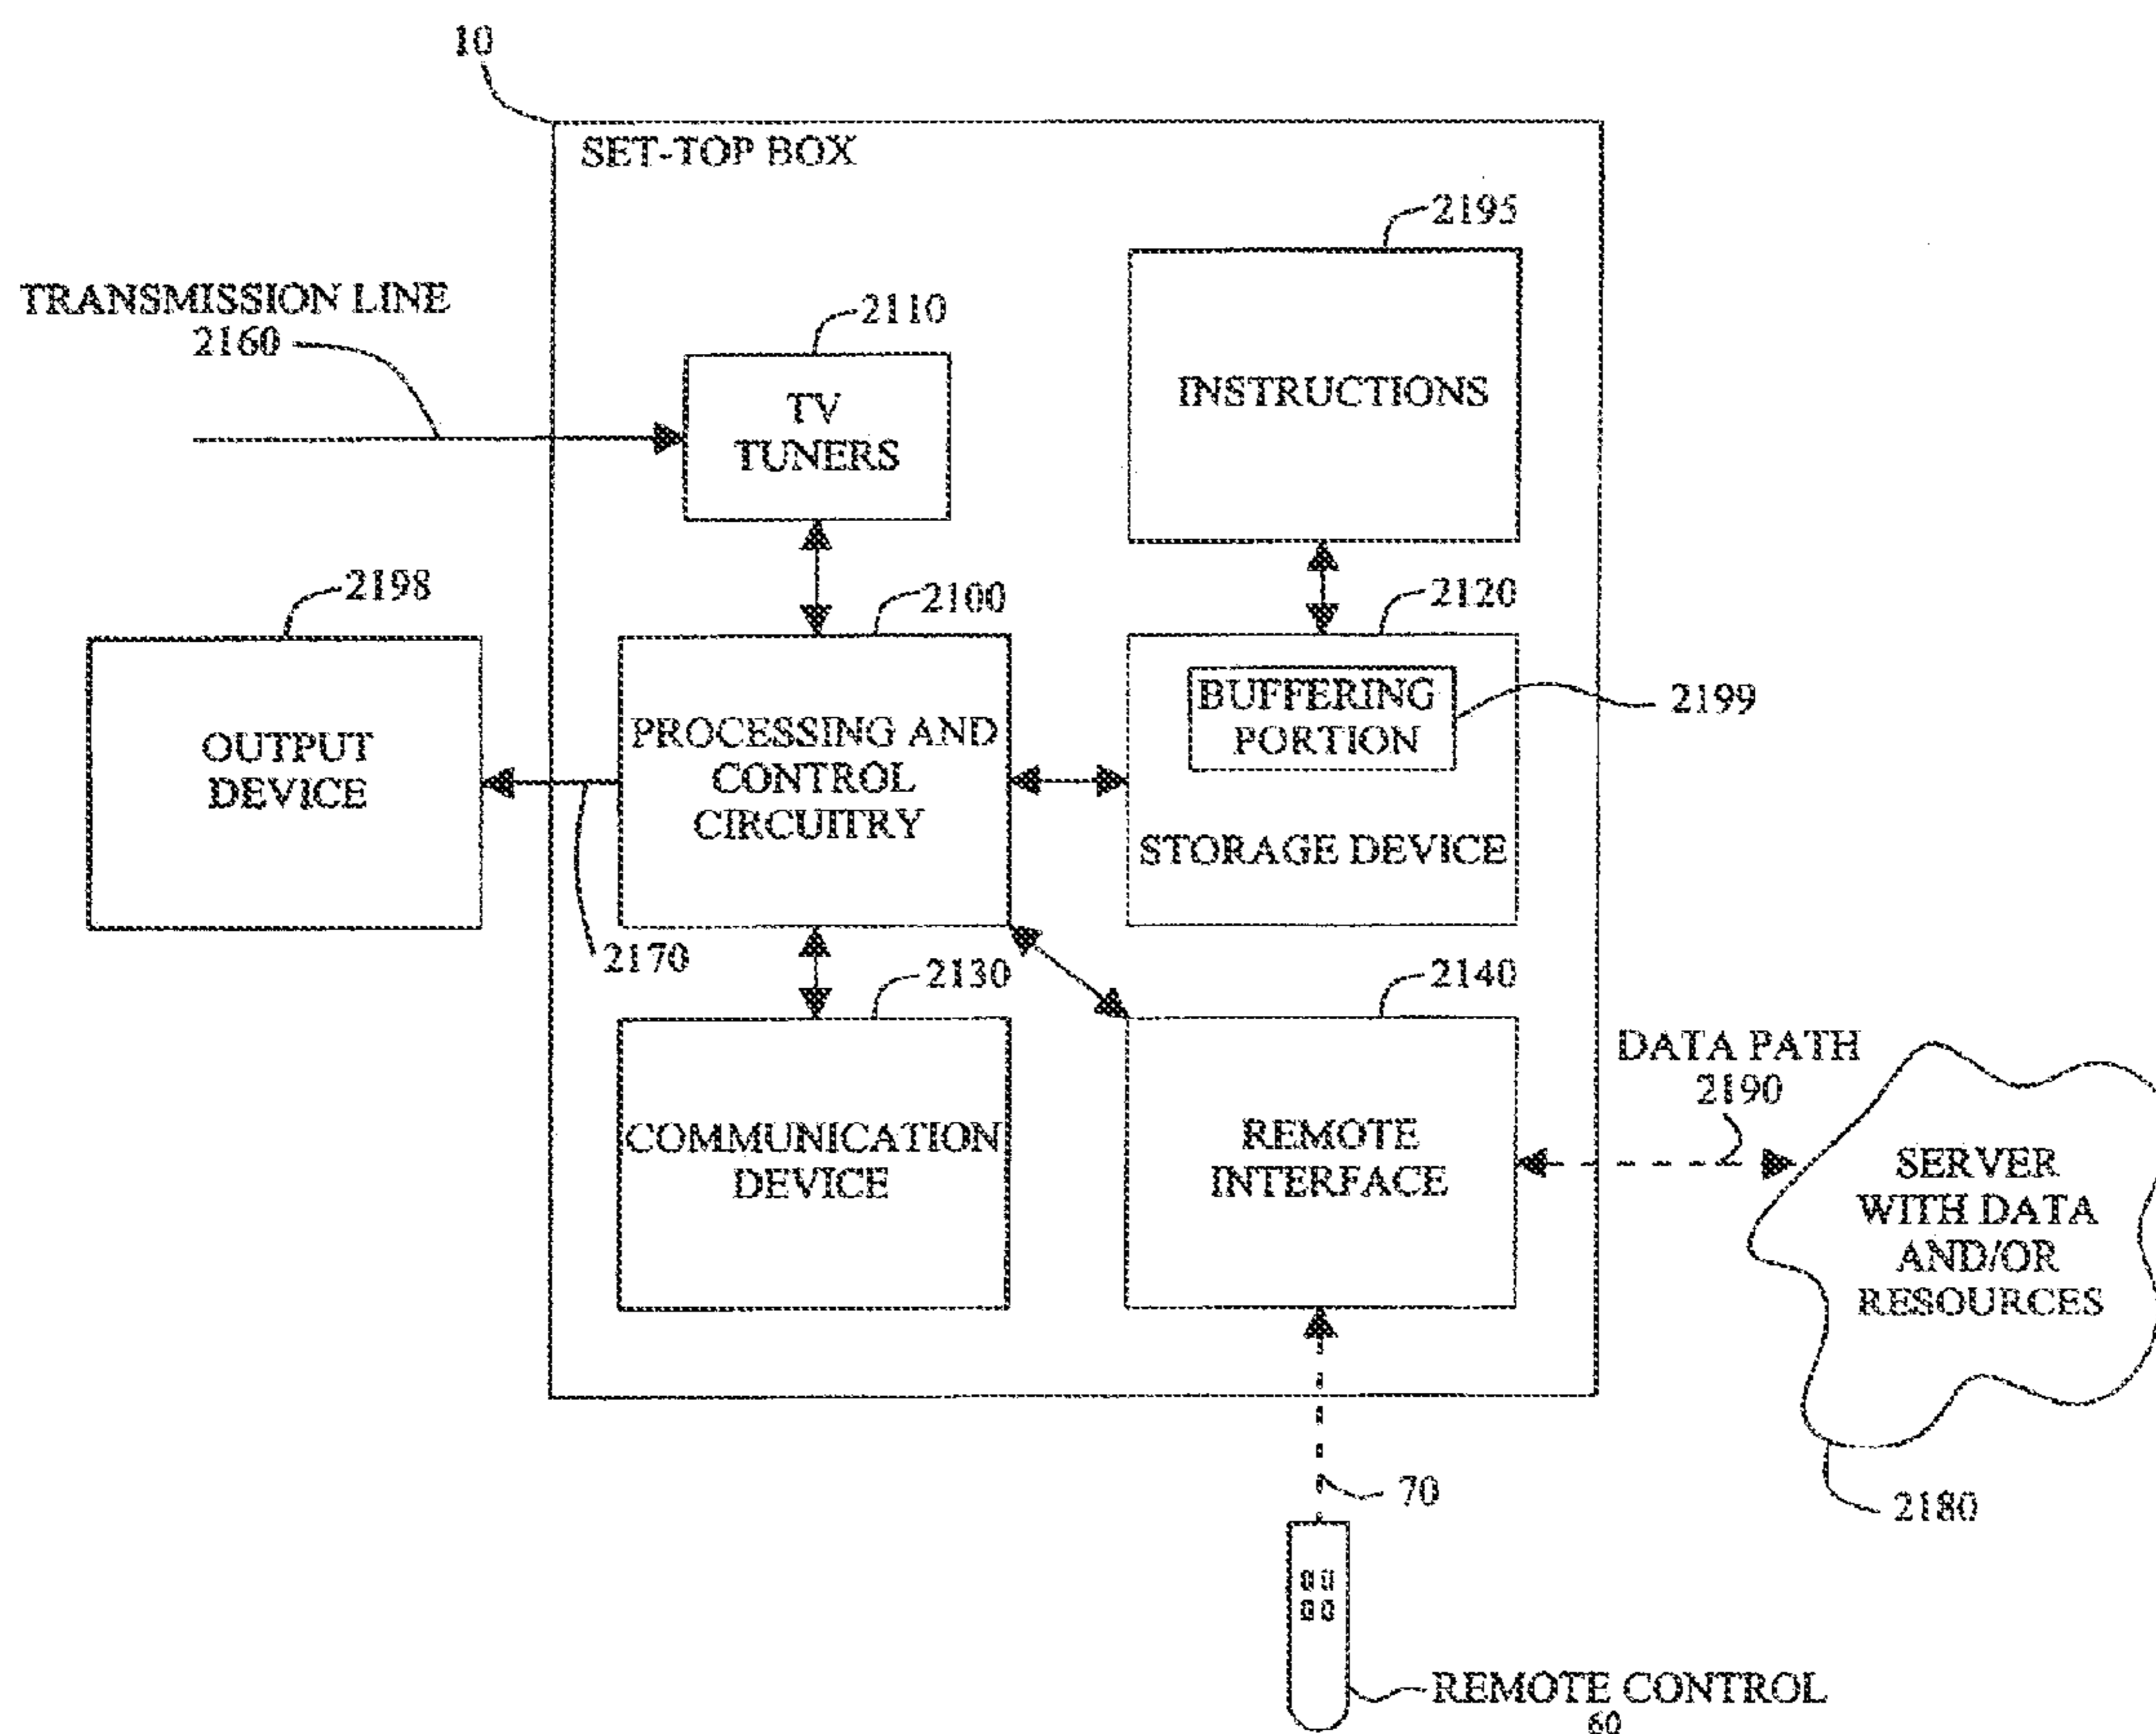 10
SET-TOP BOX
2195
TRANSMISSION LINE
2160
2110
TV
TUNERS
INSTRUCTIONS
2198
2100
2120
OUTPUT
DEVICE
PROCESSING AND
CONTROL
CIRCUITRY
BUFFERING
PORTION
2199
STORAGE DEVICE
2170
2130
2140
COMMUNICATION
DEVICE
REMOTE
INTERFACE
DATA PATH
2190
SERVER
WITH DATA
AND/OR
RESOURCES
2180
70
REMOTE CONTROL
60